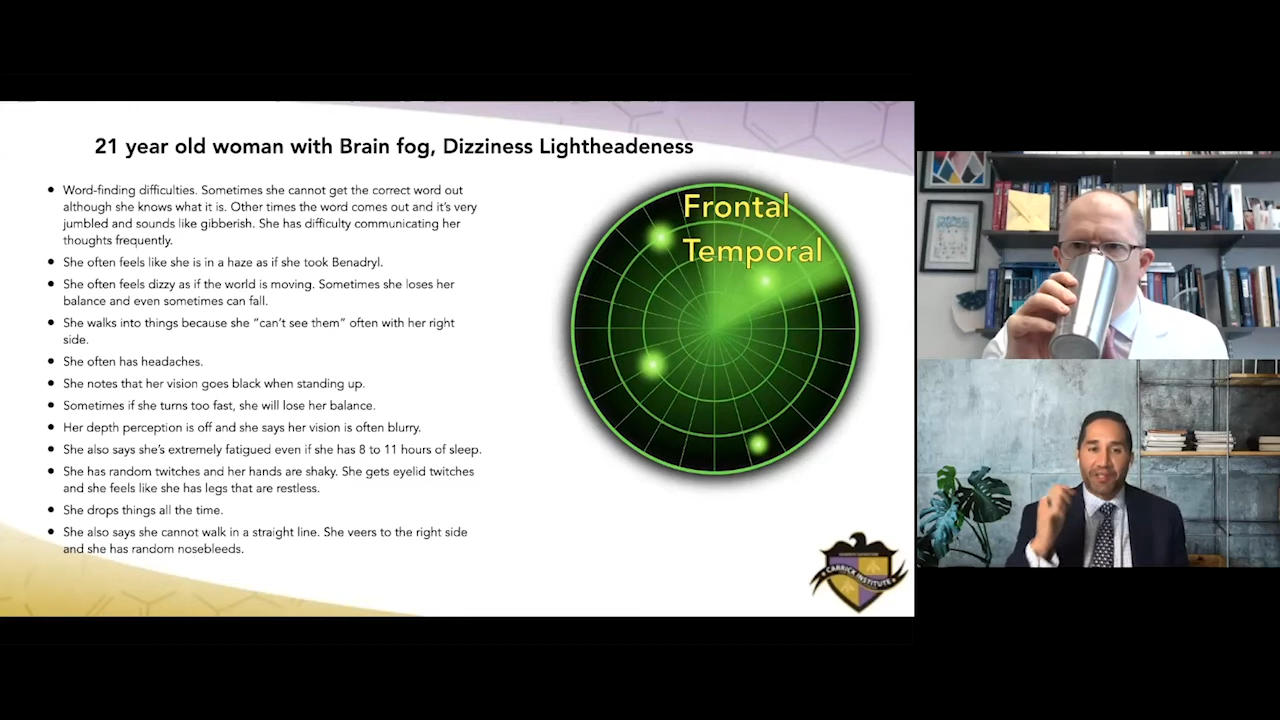 21 year old woman with Brain fog, Dizziness Lightheadeness
Word-finding difficulties. Sometimes she cannot get the correct word out
although she knows what it is. Other times the word comes out and it's very
jumbled and sounds like gibberish. She has difficulty communicating her
thoughts frequently.
She often feels like she is in a haze as if she took Benadryl.
She often feels dizzy as if the world is moving. Sometimes she loses her
balance and even sometimes can fall.
She walks into things because she “can't see them” often with her right
side.
She often has headaches.
She notes that her vision goes black when standing up.
Sometimes if she turns too fast, she will lose her balance.
Her depth perception is off and she says her vision is often blurry.
She also says she's extremely fatigued even if she has 8 to 11 hours of sleep.
She has random twitches and her hands are shaky. She gets eyelid twitches
and she feels like she has legs that are restless.
She drops things all the time.
She also says she cannot walk in a straight line. She veers to the right side
and she has random nosebleeds.
Frontal
Temporal
CARRICK INSTITUTE